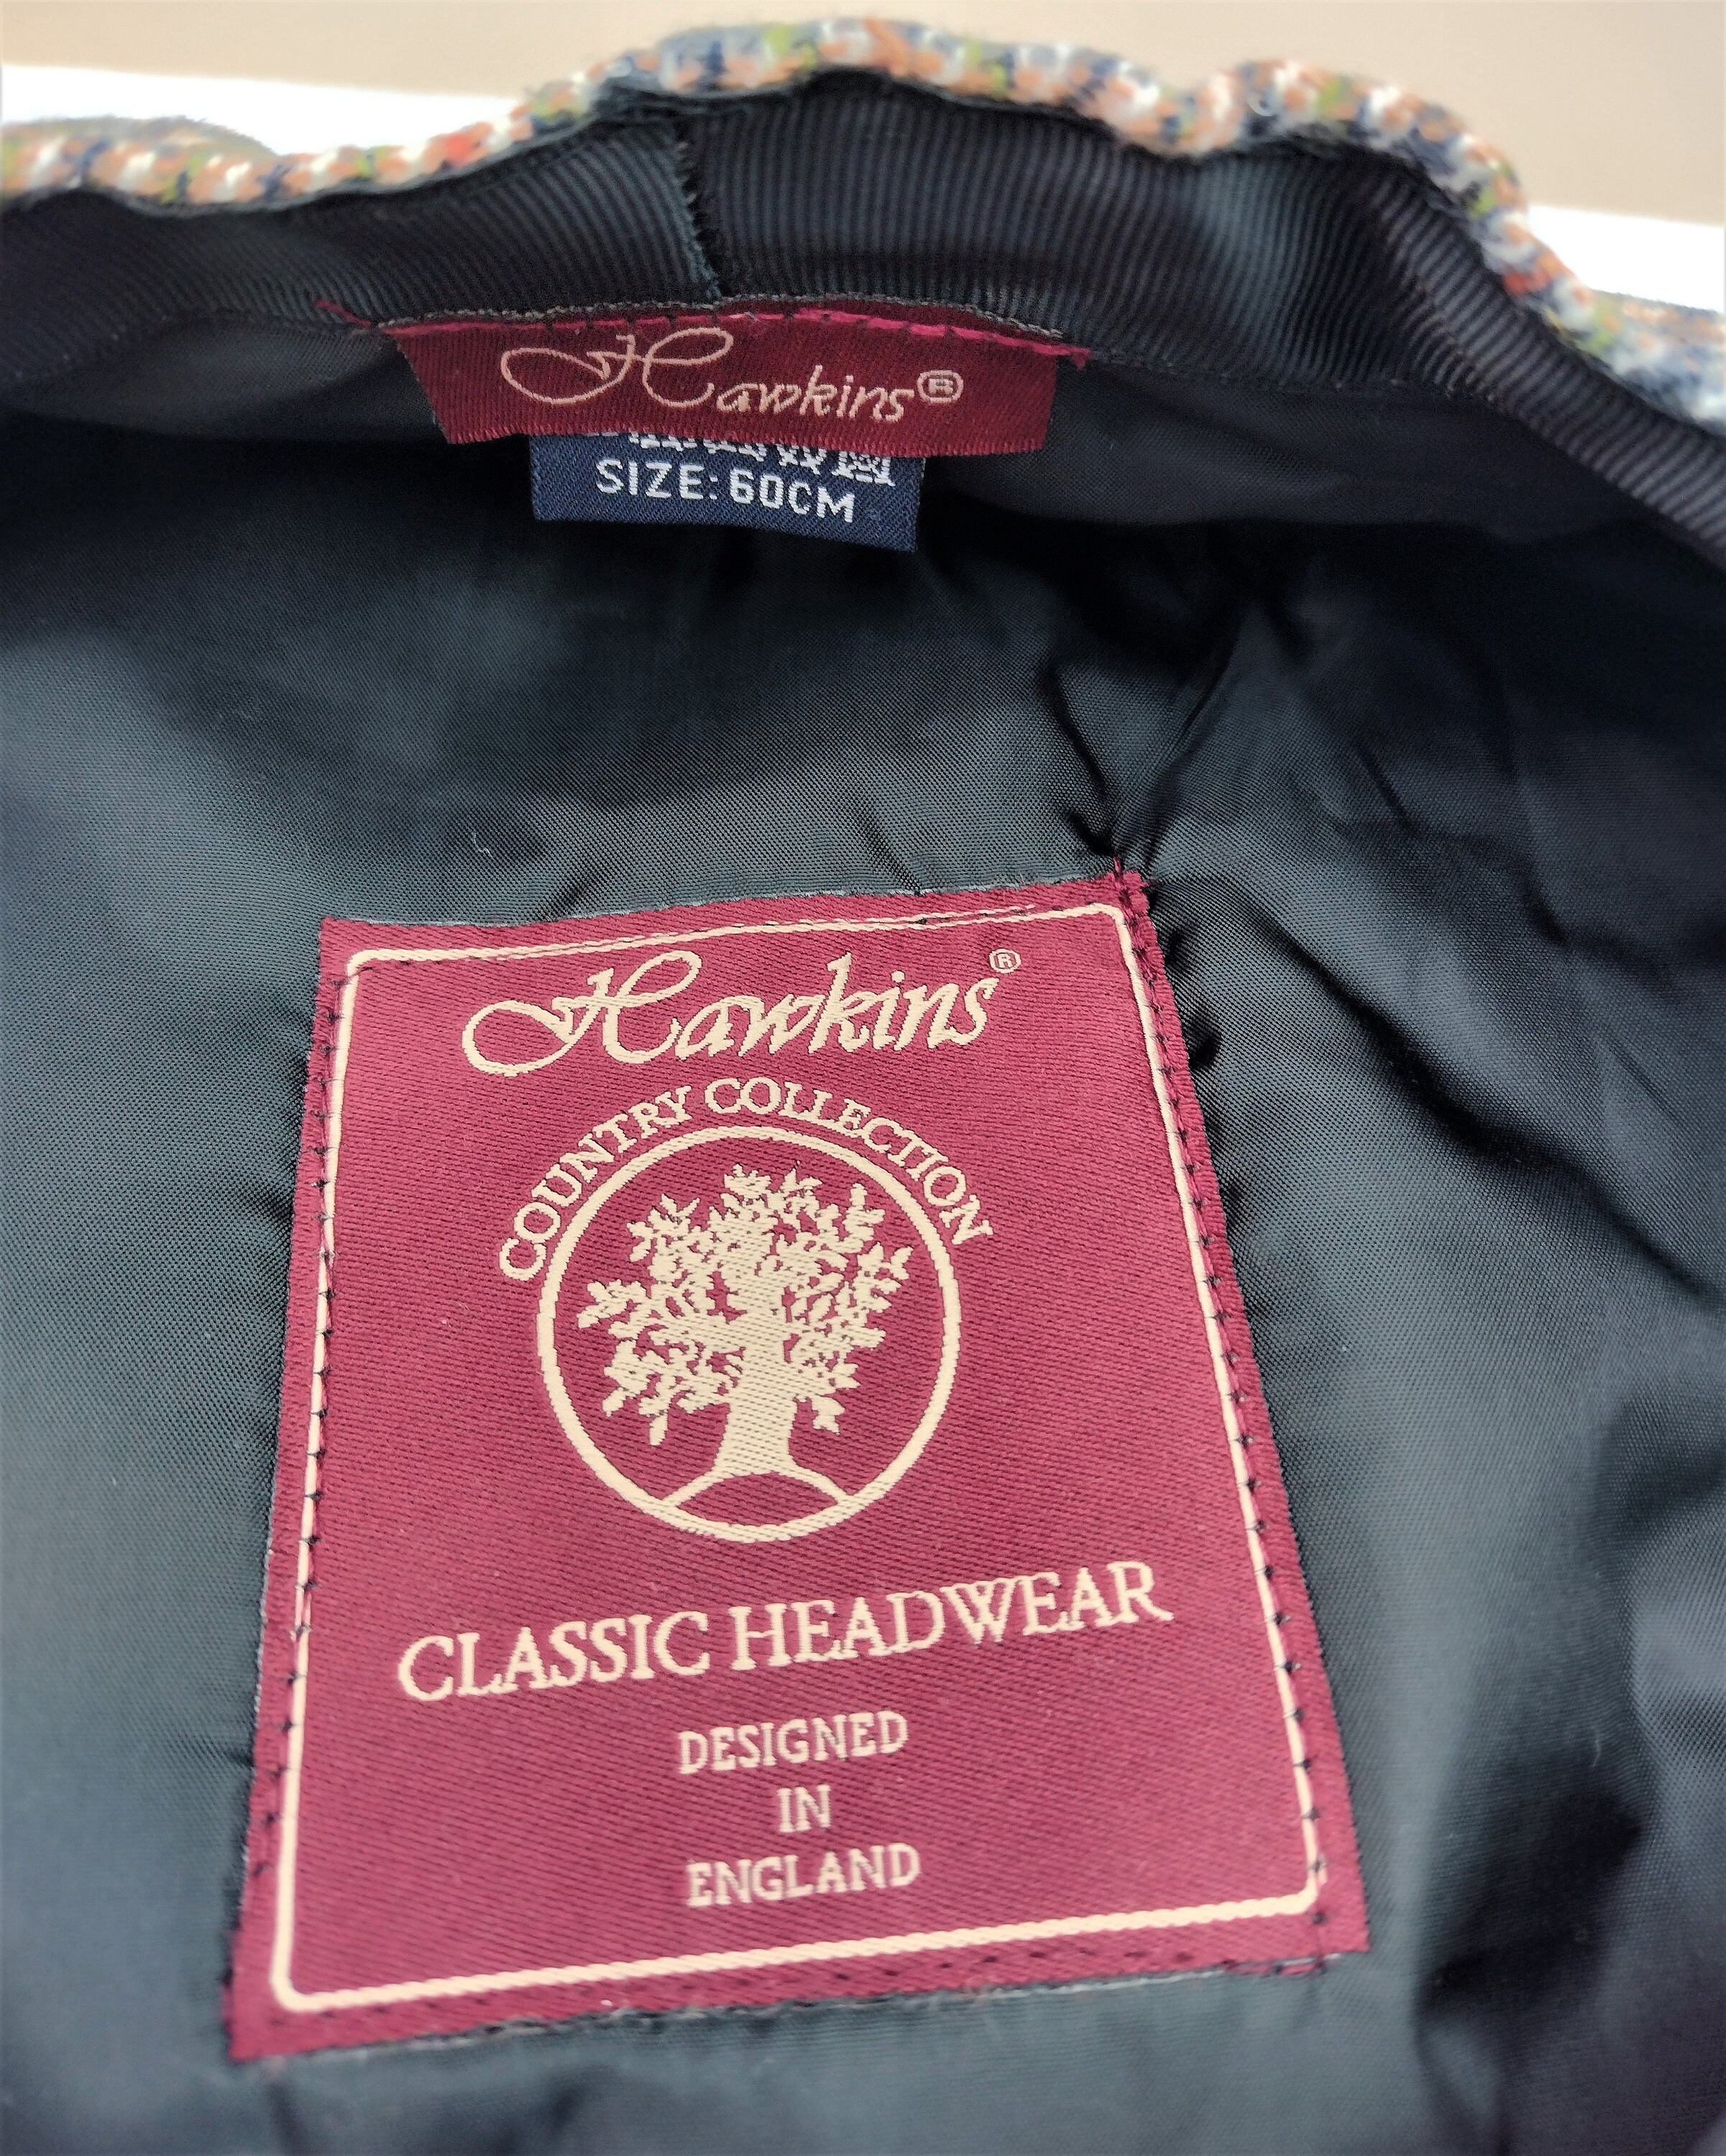 Hawkins®
SIZE: 60CM
Hawkins®
COUNTRY COLLECTION
CLASSIC HEADWEAR
DESIGNED
IN
ENGLAND